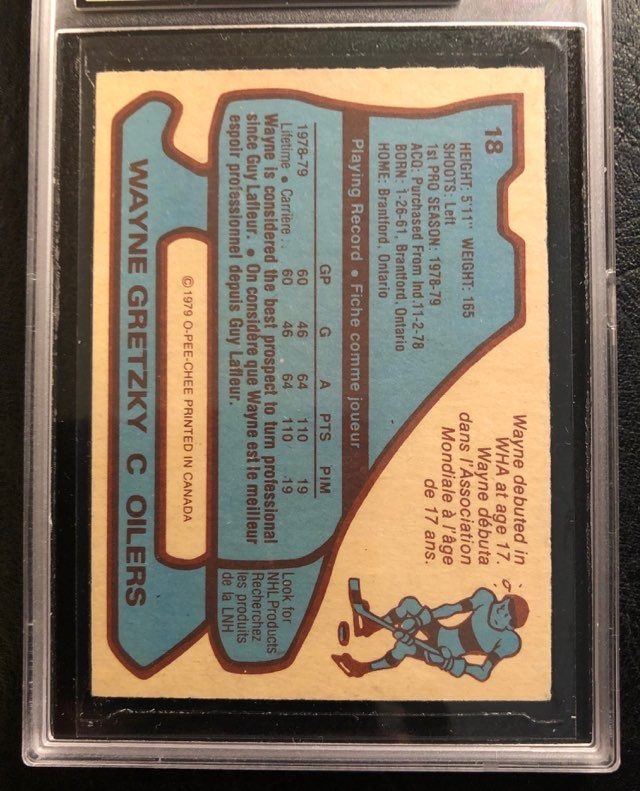 18
HEIGHT: 5'11" WEIGHT: 165
SHOOTS: Left
1st PRO SEASON: 1978-79
ACQ: Purchased From Ind. 11-2-78
BORN: 1-26-61, Brantford, Ontario
HOME: Brantford, Ontario
Wayne debuted in
WHA at age 17.
Wayne débuta
dans l'Association
Mondiale à l'âge
de 17 ans.
Playing Record • Fiche comme joueur
GP G A PTS PIM
1978-79 60 46 64 110 19
Lifetime • Carrière .. 60 46 64 110 19
Wayne is considered the best prospect to turn professional
since Guy Lafleur. • On considère que Wayne est le meilleur
espoir professionnel depuis Guy Lafleur.
Look for
NHL Products
Recherchez
les produits
de la LNH
© 1979 O-PEE-CHEE PRINTED IN CANADA
WAYNE GRETZKY C OILERS